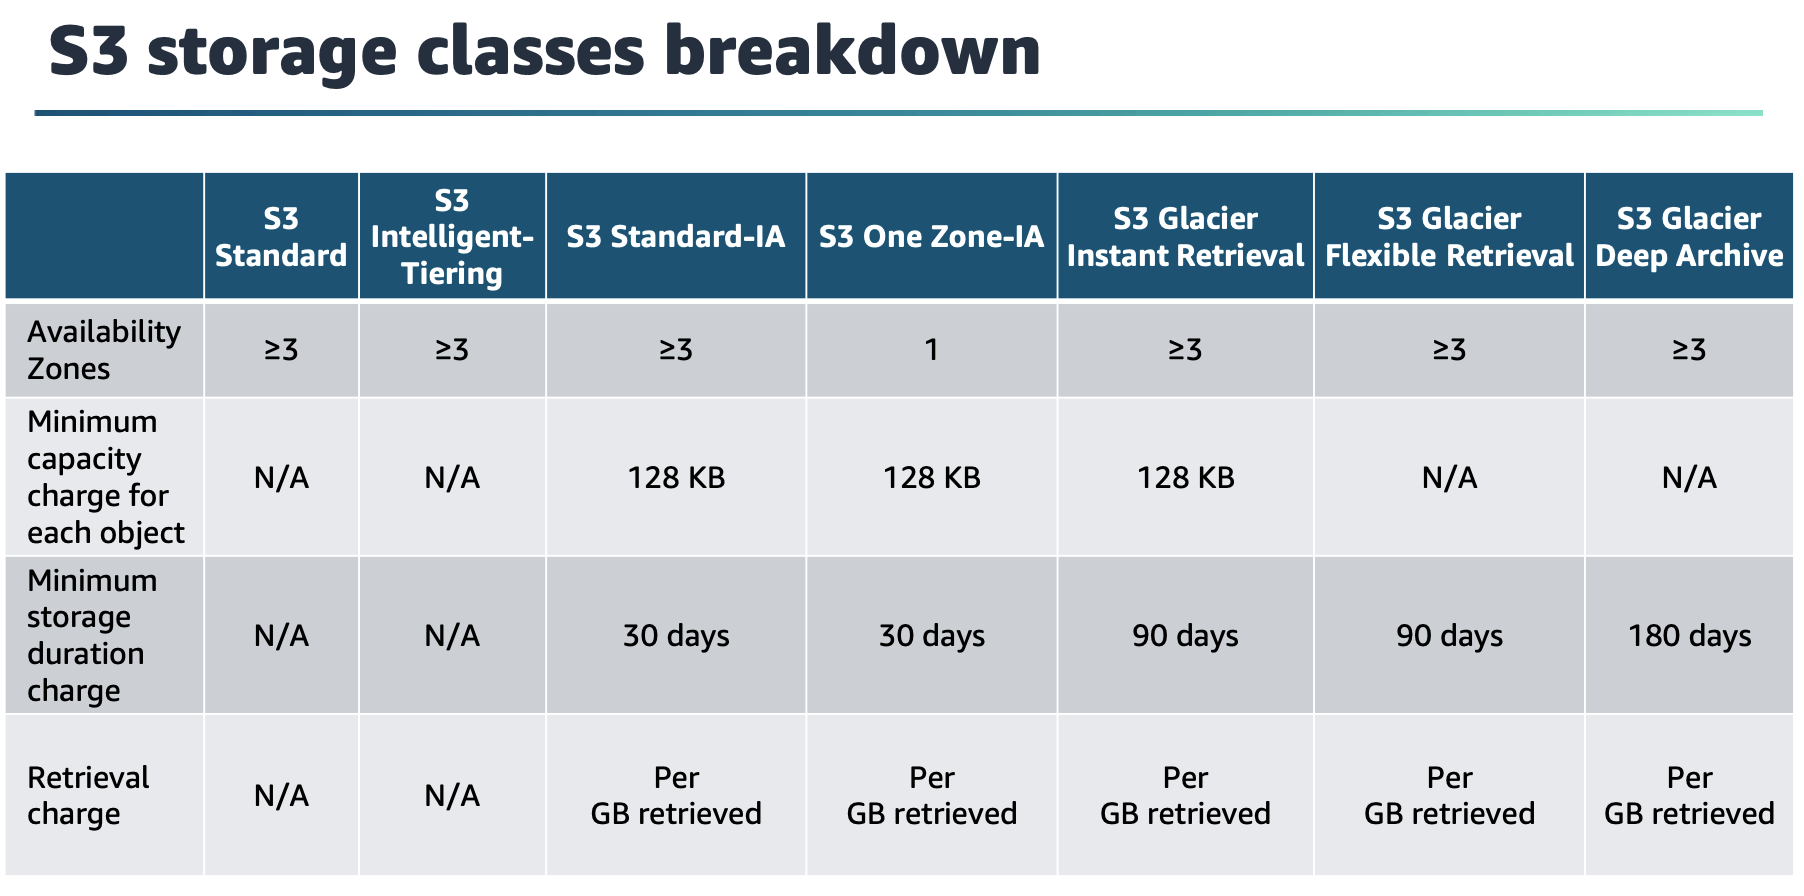 S3 storage classes breakdown
S3
Standard
S3
Intelligent-
Tiering
S3 Standard-IA
S3 One Zone-IA
S3 Glacier
Instant Retrieval
S3 Glacier
Flexible Retrieval
S3 Glacier
Deep Archive
Availability
Zones
≥3
≥3
≥3
1
≥3
≥3
≥3
Minimum
capacity
charge for
each object
N/A
N/A
128 KB
128 KB
128 KB
N/A
N/A
Minimum
storage
duration
charge
N/A
N/A
30 days
30 days
90 days
90 days
180 days
Retrieval
charge
N/A
N/A
Per
GB retrieved
Per
GB retrieved
Per
GB retrieved
Per
GB retrieved
Per
GB retrieved